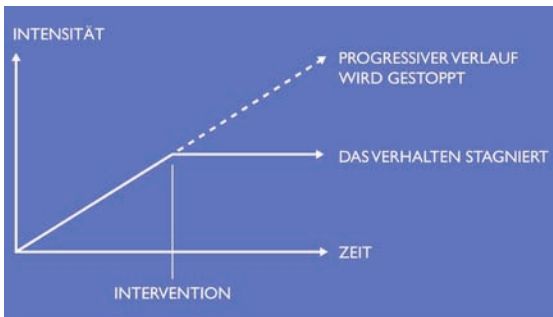 INTENSITÄT
PROGRESSIVER VERLAUF
WIRD GESTOPPT
DAS VERHALTEN STAGNIERT
ZEIT
INTERVENTION